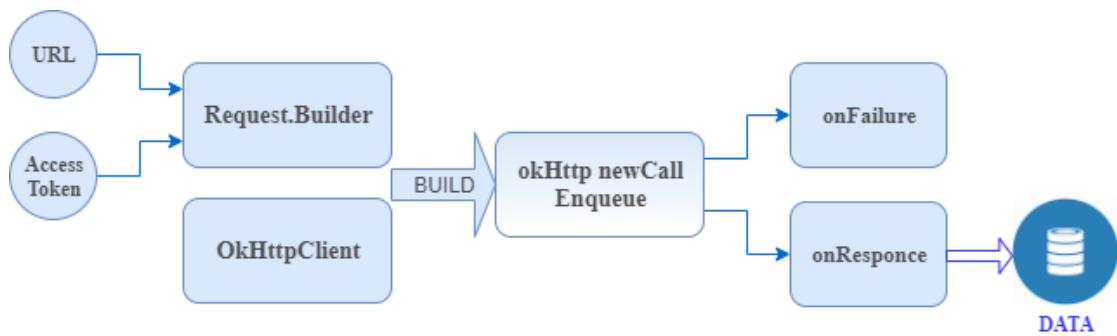 URL
Access
Token
Request.Builder
OkHttpClient
BUILD
okHttp newCall
Enqueue
onFailure
onResponce
DATA